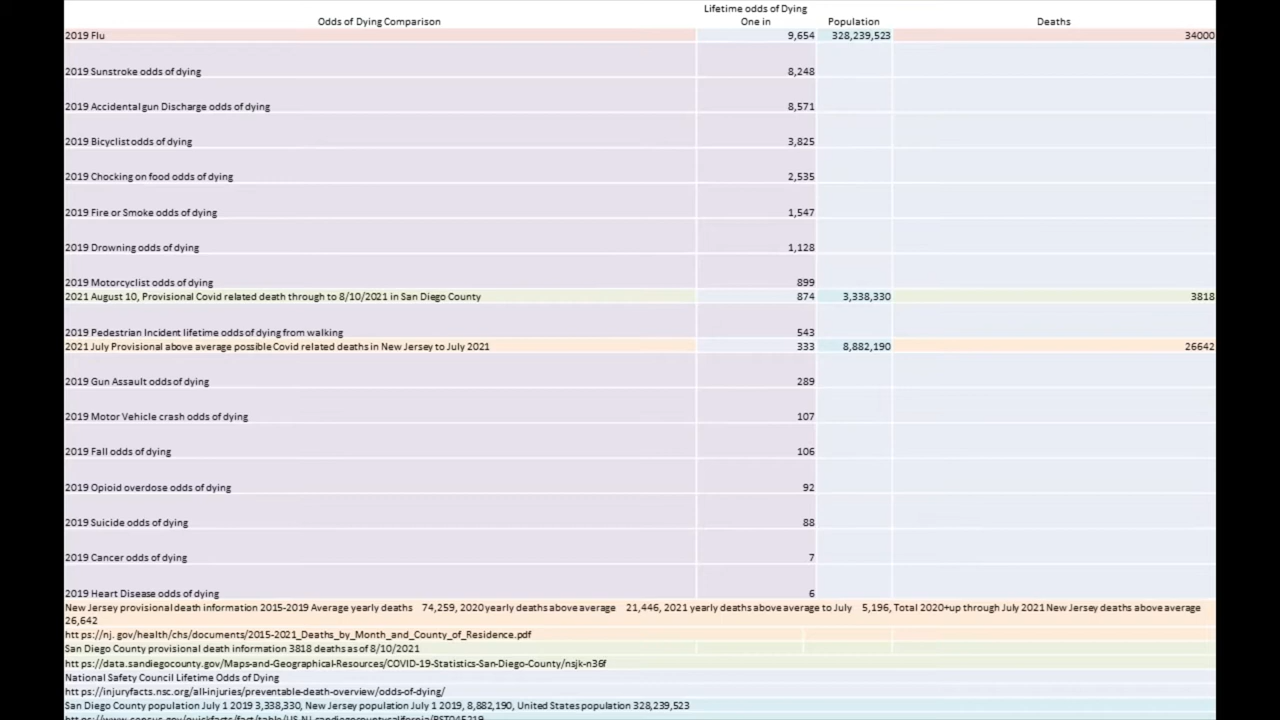 Lifetime odds of Dying
Odds of Dying Comparison One in Population Deaths
2019 Flu 9,654 328,239,523 34000
2019 Sunstroke odds of dying 8,248
2019 Accidental gun Discharge odds of dying 8,571
2019 Bicyclist odds of dying 3,825
2019 Chocking on food odds of dying 2,535
2019 Fire or Smoke odds of dying 1,547
2019 Drowning odds of dying 1,128
2019 Motorcyclist odds of dying 899
2021 August 10, Provisional Covid related death through to 8/10/2021 in San Diego County 874 3,338,330 3818
2019 Pedestrian Incident lifetime odds of dying from walking 543
2021 July Provisional above average possible Covid related deaths in New Jersey to July 2021 333 8,882,190 26642
2019 Gun Assault odds of dying 289
2019 Motor Vehicle crash odds of dying 107
2019 Fall odds of dying 106
2019 Opioid overdose odds of dying 92
2019 Suicide odds of dying 88
2019 Cancer odds of dying 7
2019 Heart Disease odds of dying 6
New Jersey provisional death information 2015-2019 Average yearly deaths 74,259, 2020 yearly deaths above average 21,446, 2021 yearly deaths above average to July 5,196, Total 2020+up through July 2021 New Jersey deaths above average
26,642
htt ps://nj. gov/health/chs/documents/2015-2021_Deaths_by_Month_and_County_of_Residence.pdf
San Diego County provisional death information 3818 deaths as of 8/10/2021
htt ps://data.sandiegocounty.gov/Maps-and-Geographical-Resources/COVID-19-Statistics-San-Diego-County/nsjk-n36f
National Safety Council Lifetime Odds of Dying
htt ps://injuryfacts.nsc.org/all-injuries/preventable-death-overview/odds-of-dying/
San Diego County population July 1 2019 3,338,330, New Jersey population July 1 2019, 8,882,190, United States population 328,239,523